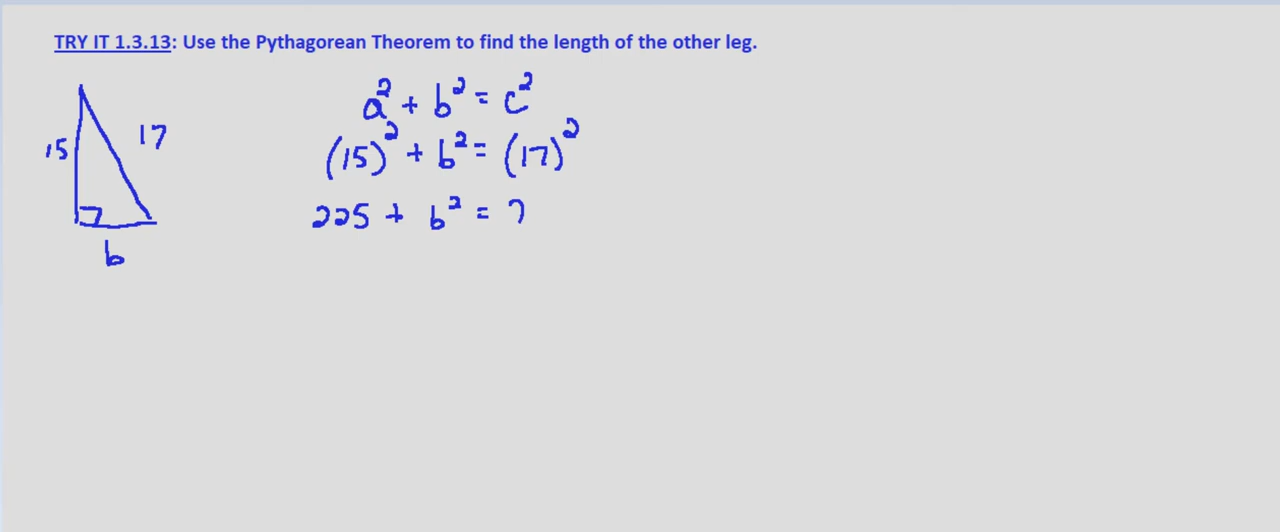 TRY IT 1.3.13: Use the Pythagorean Theorem to find the length of the other leg.
a² + b² = c²
15
17
(15)² + b² = (17)²
225 + b² = ?
b